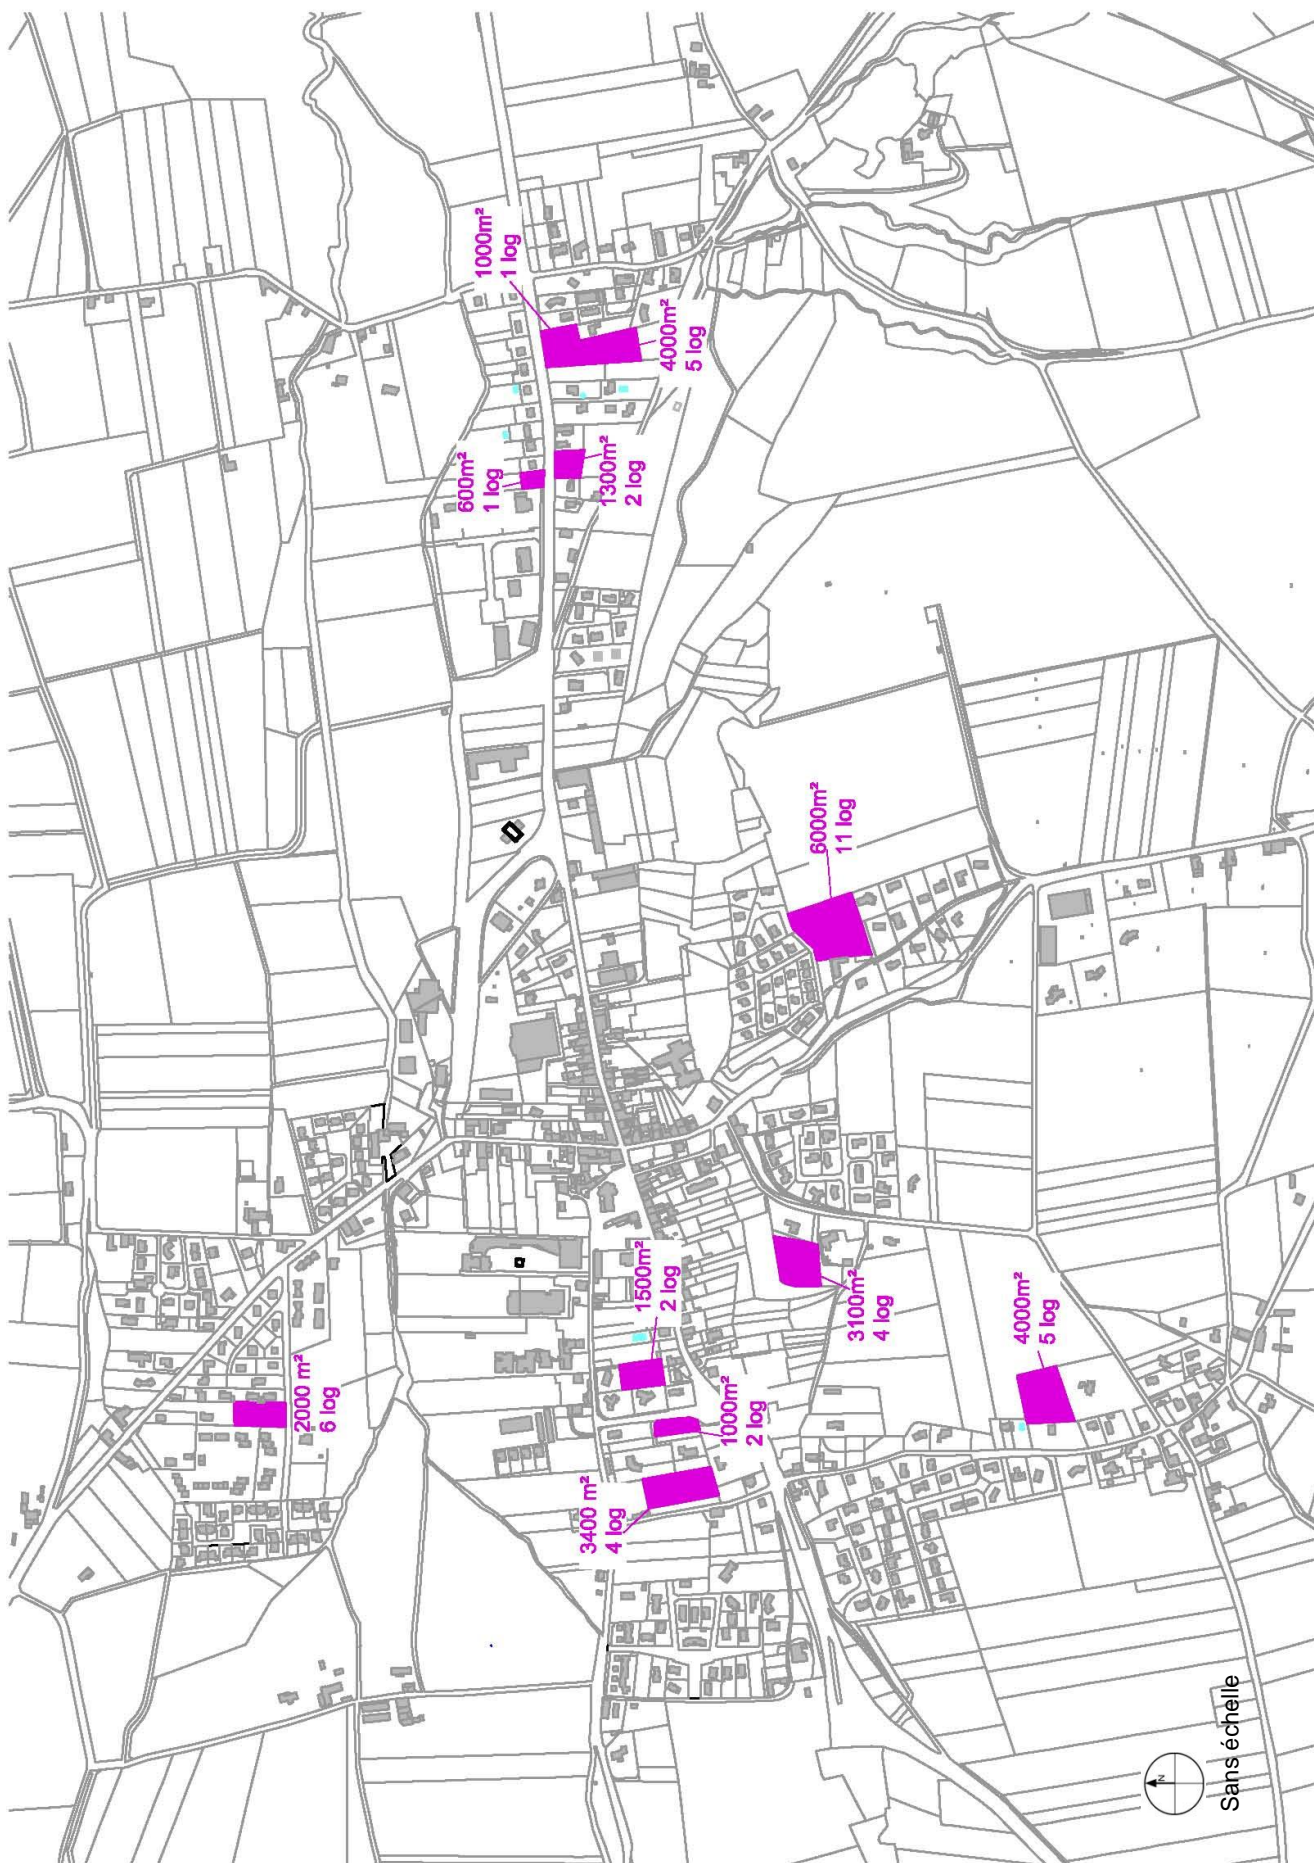 2000 m²
6 log
3400 m²
4 log
1500m²
2 log
1000m²
2 log
3100m²
4 log
4000m²
5 log
6000m²
11 log
600m²
1 log
1300m²
2 log
1000m²
1 log
4000m²
5 log
N
Sans échelle